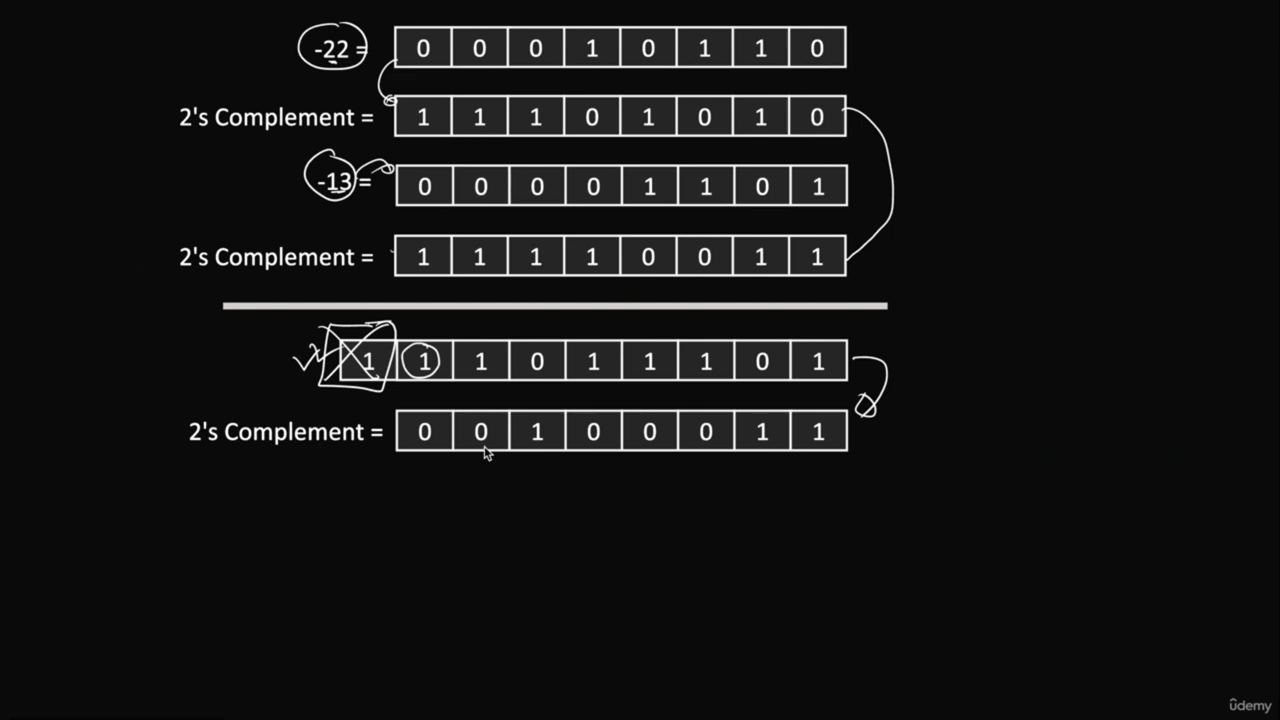 -22 = 0 0 0 1 0 1 1 0
2's Complement = 1 1 1 0 1 0 1 0
-13 = 0 0 0 0 1 1 0 1
2's Complement = 1 1 1 1 0 0 1 1
1 1 1 0 1 1 1 0 1
2's Complement = 0 0 1 0 0 0 1 1
ûdemy